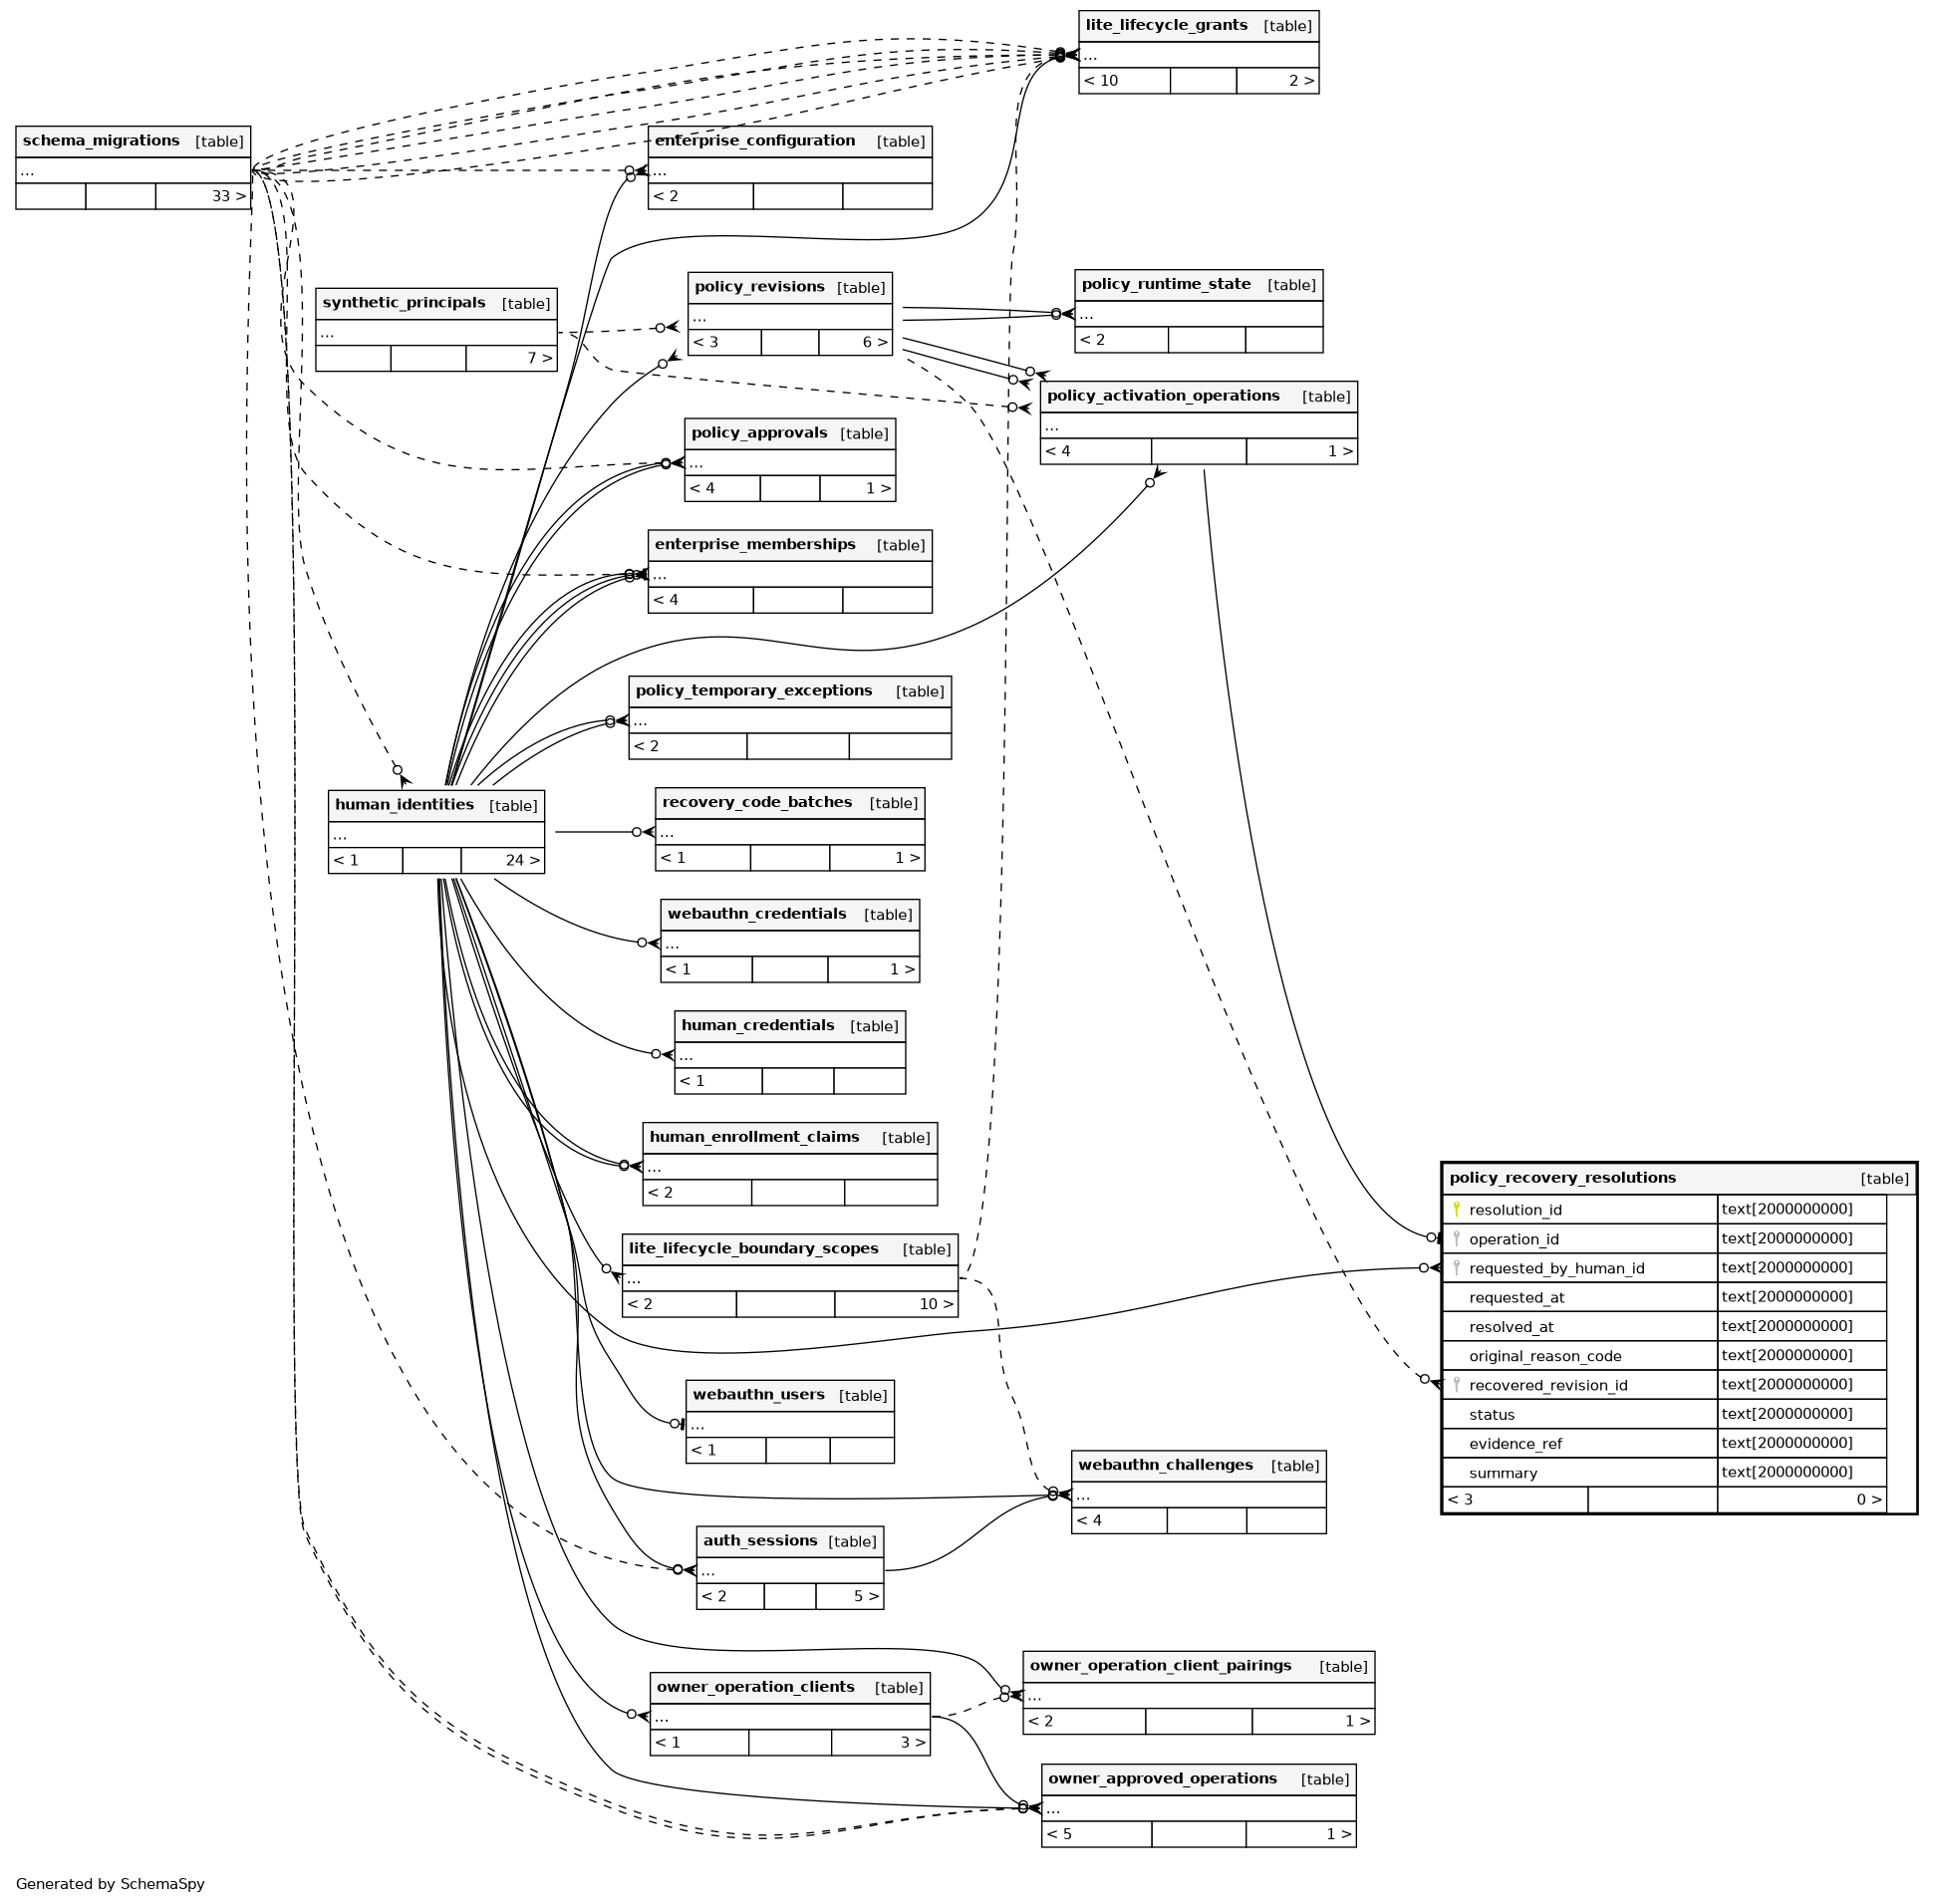 lite_lifecycle_grants [table]
...
< 10 2 >
schema_migrations [table]
...
33 >
enterprise_configuration [table]
...
< 2
synthetic_principals [table]
...
7 >
policy_revisions [table]
...
< 3 6 >
policy_runtime_state [table]
...
< 2
policy_activation_operations [table]
...
< 4 1 >
policy_approvals [table]
...
< 4 1 >
enterprise_memberships [table]
...
< 4
policy_temporary_exceptions [table]
...
< 2
human_identities [table]
...
< 1 24 >
recovery_code_batches [table]
...
< 1 1 >
webauthn_credentials [table]
...
< 1 1 >
human_credentials [table]
...
< 1
human_enrollment_claims [table]
...
< 2
lite_lifecycle_boundary_scopes [table]
...
< 2 10 >
policy_recovery_resolutions [table]
resolution_id text[2000000000]
operation_id text[2000000000]
requested_by_human_id text[2000000000]
requested_at text[2000000000]
resolved_at text[2000000000]
original_reason_code text[2000000000]
recovered_revision_id text[2000000000]
status text[2000000000]
evidence_ref text[2000000000]
summary text[2000000000]
< 3 0 >
webauthn_users [table]
...
< 1
webauthn_challenges [table]
...
< 4
auth_sessions [table]
...
< 2 5 >
owner_operation_client_pairings [table]
...
< 2 1 >
owner_operation_clients [table]
...
< 1 3 >
owner_approved_operations [table]
...
< 5 1 >
Generated by SchemaSpy